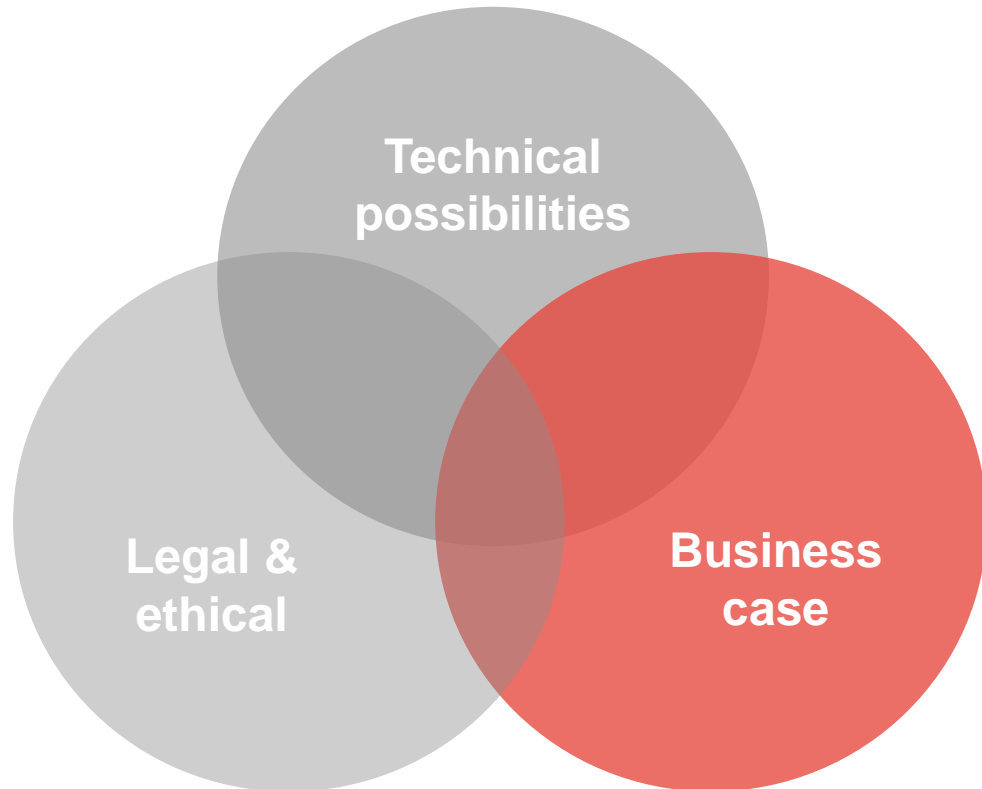 Technical
possibilities
Legal &
ethical
Business
case